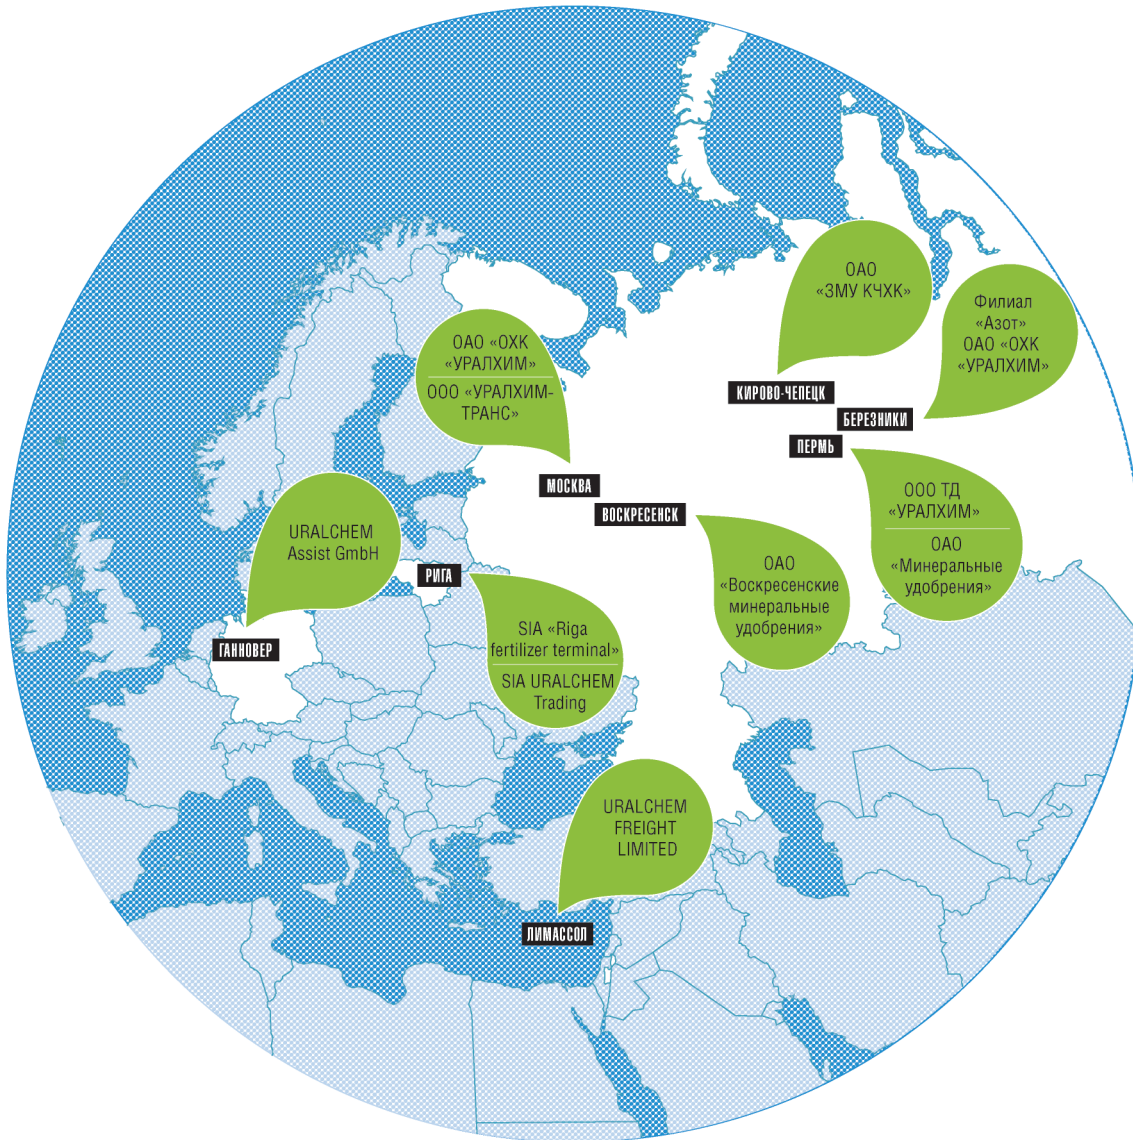 ОАО
«ЗМУ КЧХК»
КИРОВО-ЧЕПЕЦК
Филиал
«Азот»
ОАО «ОХК
«УРАЛХИМ»
БЕРЕЗНИКИ
ОАО «ОХК
«УРАЛХИМ»
ООО «УРАЛХИМ-
ТРАНС»
МОСКВА
ПЕРМЬ
ООО ТД
«УРАЛХИМ»
ОАО
«Минеральные
удобрения»
ВОСКРЕСЕНСК
ОАО
«Воскресенские
минеральные
удобрения»
URALCHEM
Assist GmbH
ГАННОВЕР
РИГА
SIA «Riga
fertilizer terminal»
SIA URALCHEM
Trading
URALCHEM
FREIGHT
LIMITED
ЛИМАССОЛ